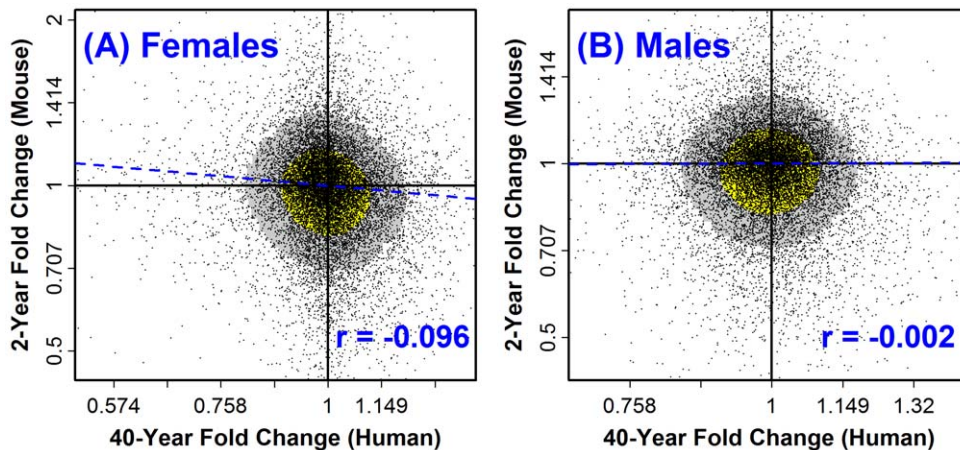 (A) Females
2-Year Fold Change (Mouse)
2
1.414
1
0.707
0.5
r = -0.096
0.574
0.758
1
1.149
40-Year Fold Change (Human)
(B) Males
2-Year Fold Change (Mouse)
1.414
1
0.707
0.5
r = -0.002
0.758
1
1.149
1.32
40-Year Fold Change (Human)